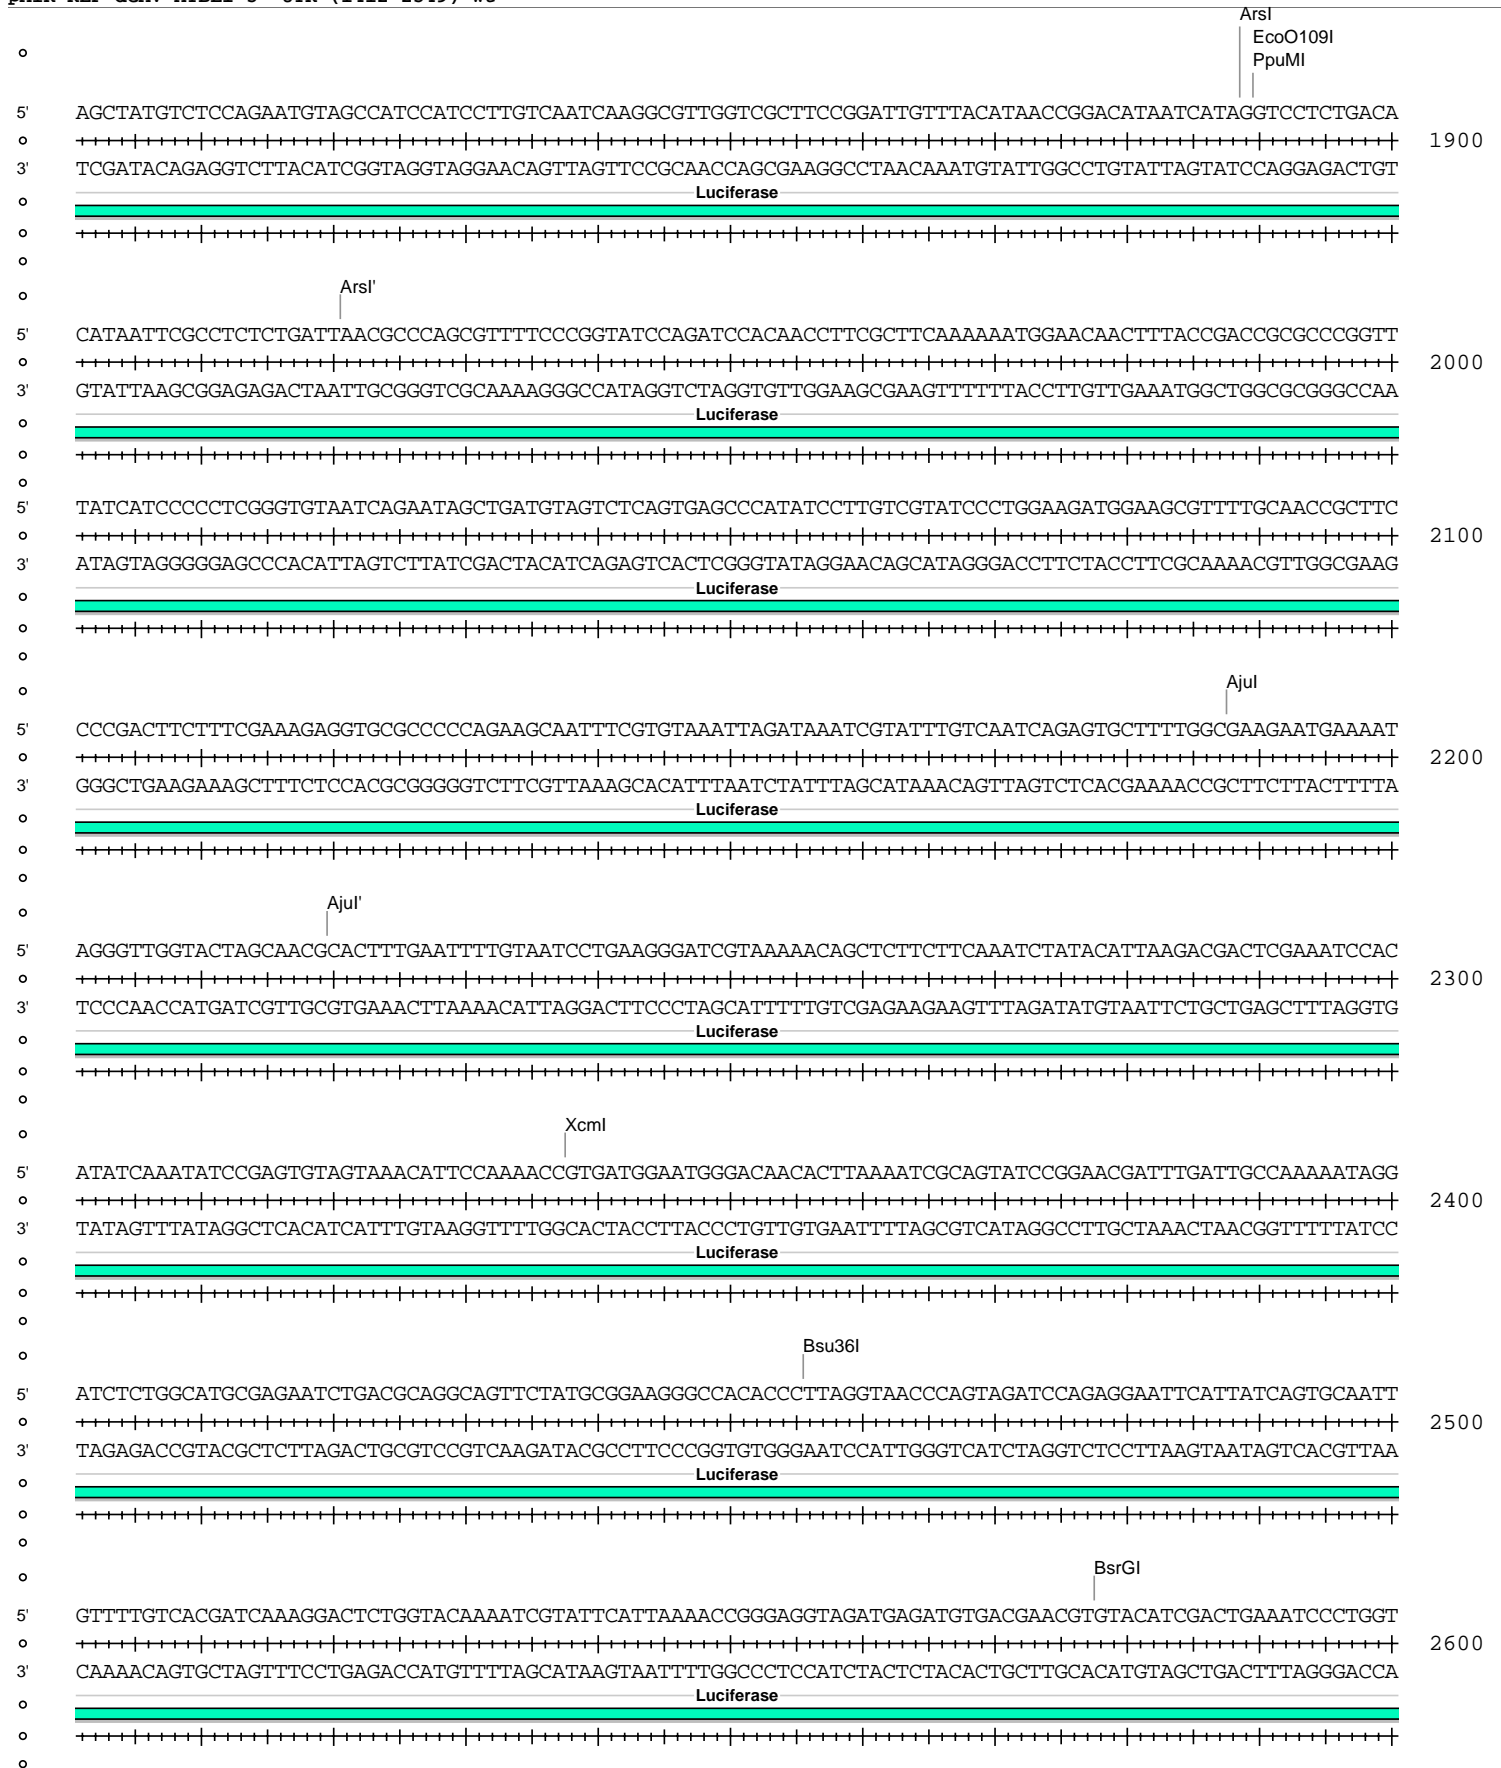 ArsI
EcoO109I
PpuMI
5' AGCTATGTCTCCAGAATGTAGCCATCCATCCTTGTCAATCAAGGCGTTGGTCGCTTCCGGATTGTTTACATAACCGGACATAATCATAGGTCCTCTGACA
1900
3' TCGATACAGAGGTCTTACATCGGTAGGTAGGAACAGTTAGTTCCGCAACCAGCGAAGGCCTAACAAATGTATTGGCCTGTATTAGTATCCAGGAGACTGT
Luciferase
ArsI'
5' CATAATTCGCCTCTCTGATTAACGCCCAGCGTTTTCCCGGTATCCAGATCCACAACCTTCGCTTCAAAAAATGGAACAACTTTACCGACCGCGCCCGGTT
2000
3' GTATTAAGCGGAGAGACTAATTGCGGGTCGCAAAAGGGCCATAGGTCTAGGTGTTGGAAGCGAAGTTTTTTACCTTGTTGAAATGGCTGGCGCGGGCCAA
Luciferase
5' TATCATCCCCCTCGGGTGTAATCAGAATAGCTGATGTAGTCTCAGTGAGCCCATATCCTTGTCGTATCCCTGGAAGATGGAAGCGTTTTGCAACCGCTTC
2100
3' ATAGTAGGGGGAGCCCACATTAGTCTTATCGACTACATCAGAGTCACTCGGGTATAGGAACAGCATAGGGACCTTCTACCTTCGCAAAACGTTGGCGAAG
Luciferase
AjuI
5' CCCGACTTCTTTCGAAAGAGGTGCGCCCCCAGAAGCAATTTCGTGTAAATTAGATAAATCGTATTTGTCAATCAGAGTGCTTTTGGCGAAGAATGAAAAT
2200
3' GGGCTGAAGAAAGCTTTCTCCACGCGGGGGTCTTCGTTAAAGCACATTTAATCTATTTAGCATAAACAGTTAGTCTCACGAAAACCGCTTCTTACTTTTA
Luciferase
AjuI'
5' AGGGTTGGTACTAGCAACGCACTTTGAATTTTGTAATCCTGAAGGGATCGTAAAAACAGCTCTTCTTCAAATCTATACATTAAGACGACTCGAAATCCAC
2300
3' TCCCAACCATGATCGTTGCGTGAAACTTAAAACATTAGGACTTCCCTAGCATTTTTGTCGAGAAGAAGTTTAGATATGTAATTCTGCTGAGCTTTAGGTG
Luciferase
XcmI
5' ATATCAAATATCCGAGTGTAGTAAACATTCCAAAACCGTGATGGAATGGGACAACACTTAAAATCGCAGTATCCGGAACGATTTGATTGCCAAAAATAGG
2400
3' TATAGTTTATAGGCTCACATCATTTGTAAGGTTTTGGCACTACCTTACCCTGTTGTGAATTTTAGCGTCATAGGCCTTGCTAAACTAACGGTTTTTATCC
Luciferase
Bsu36I
5' ATCTCTGGCATGCGAGAATCTGACGCAGGCAGTTCTATGCGGAAGGGCCACACCCTTAGGTAACCCAGTAGATCCAGAGGAATTCATTATCAGTGCAATT
2500
3' TAGAGACCGTACGCTCTTAGACTGCGTCCGTCAAGATACGCCTTCCCGGTGTGGGAATCCATTGGGTCATCTAGGTCTCCTTAAGTAATAGTCACGTTAA
Luciferase
BsrGI
5' GTTTTGTCACGATCAAAGGACTCTGGTACAAAATCGTATTCATTAAAACCGGGAGGTAGATGAGATGTGACGAACGTGTACATCGACTGAAATCCCTGGT
2600
3' CAAAACAGTGCTAGTTTCCTGAGACCATGTTTTAGCATAAGTAATTTTGGCCCTCCATCTACTCTACACTGCTTGCACATGTAGCTGACTTTAGGGACCA
Luciferase